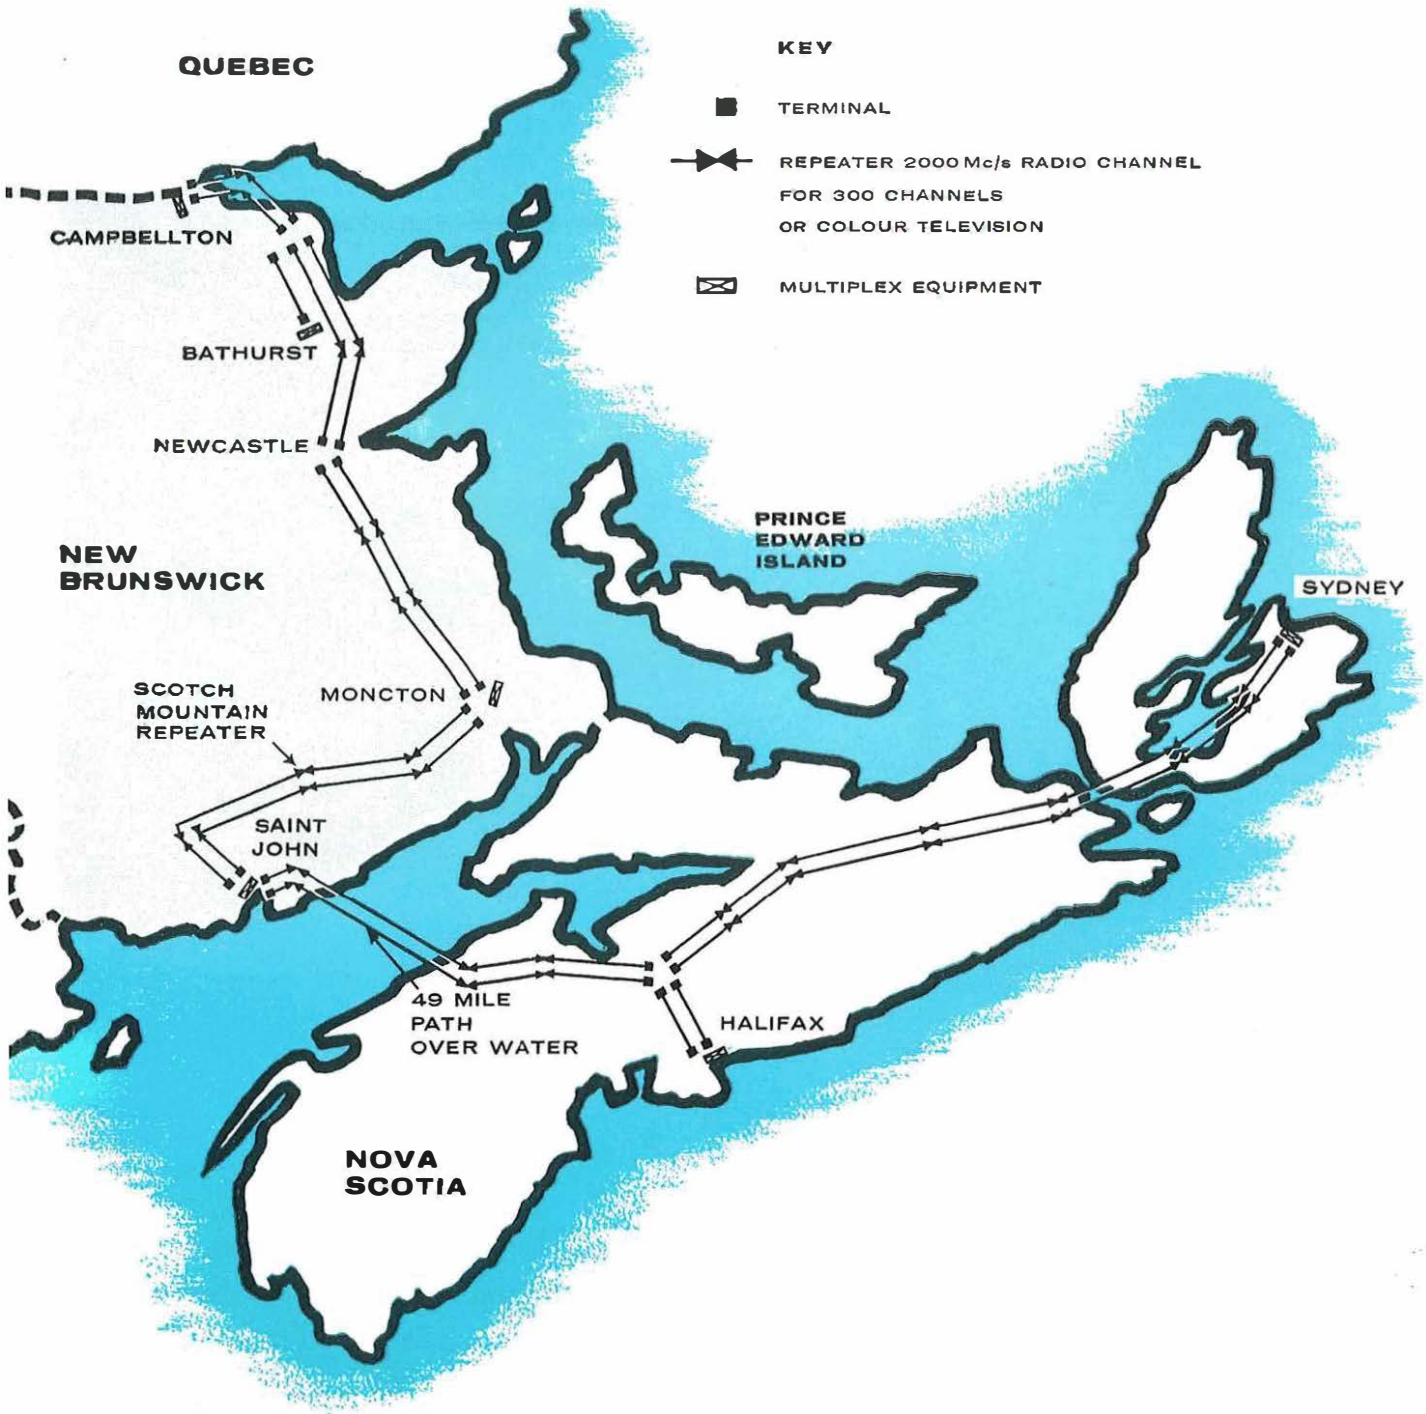 QUEBEC
KEY
TERMINAL
REPEATER 2000 Mc/s RADIO CHANNEL
FOR 300 CHANNELS
OR COLOUR TELEVISION
MULTIPLEX EQUIPMENT
CAMPBELLTON
BATHURST
NEWCASTLE
NEW
BRUNSWICK
PRINCE
EDWARD
ISLAND
SYDNEY
SCOTCH
MOUNTAIN
REPEATER
MONCTON
SAINT
JOHN
49 MILE
PATH
OVER WATER
HALIFAX
NOVA
SCOTIA